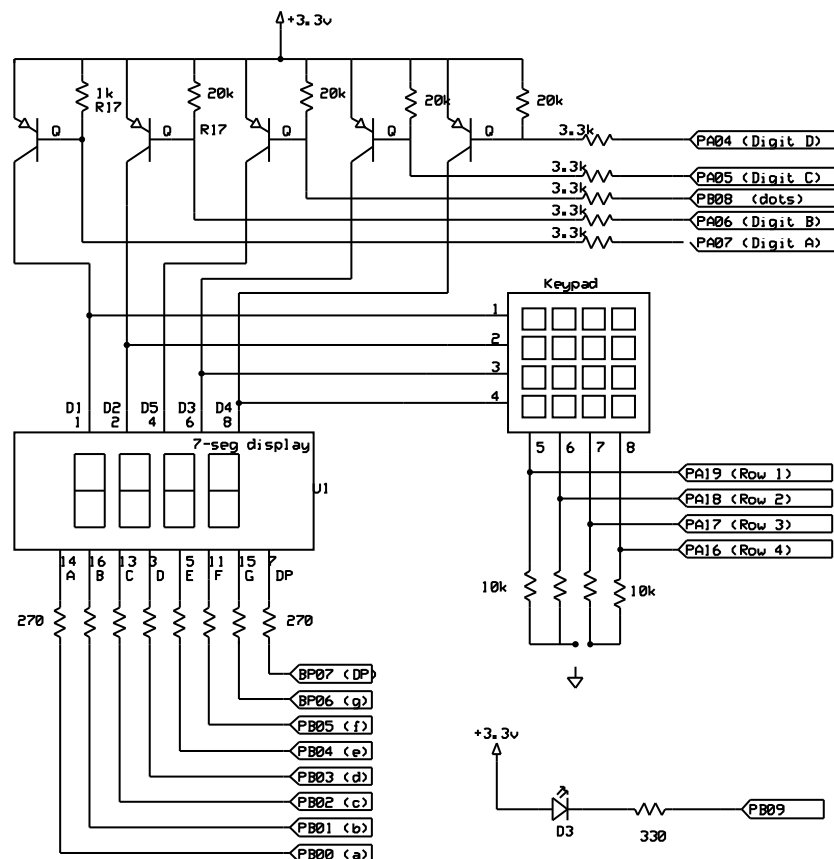 +3.3v
1k
R17
20k
20k
20k
20k
Q
Q
R17
Q
Q
Q
3.3k
PA04 (Digit D)
3.3k
PA05 (Digit C)
3.3k
PB08 (dots)
3.3k
PA06 (Digit B)
3.3k
PA07 (Digit A)
Keypad
1
2
3
4
D1 D2 D5 D3 D4
1 2 4 6 8
7-seg display
U1
5 6 7 8
PA19 (Row 1)
PA18 (Row 2)
PA17 (Row 3)
PA16 (Row 4)
14 16 13 3 5 11 15 7
A B C D E F G DP
10k
10k
270
270
BP07 (DP)
BP06 (g)
PB05 (f)
PB04 (e)
PB03 (d)
PB02 (c)
PB01 (b)
PB00 (a)
+3.3v
D3
330
PB09